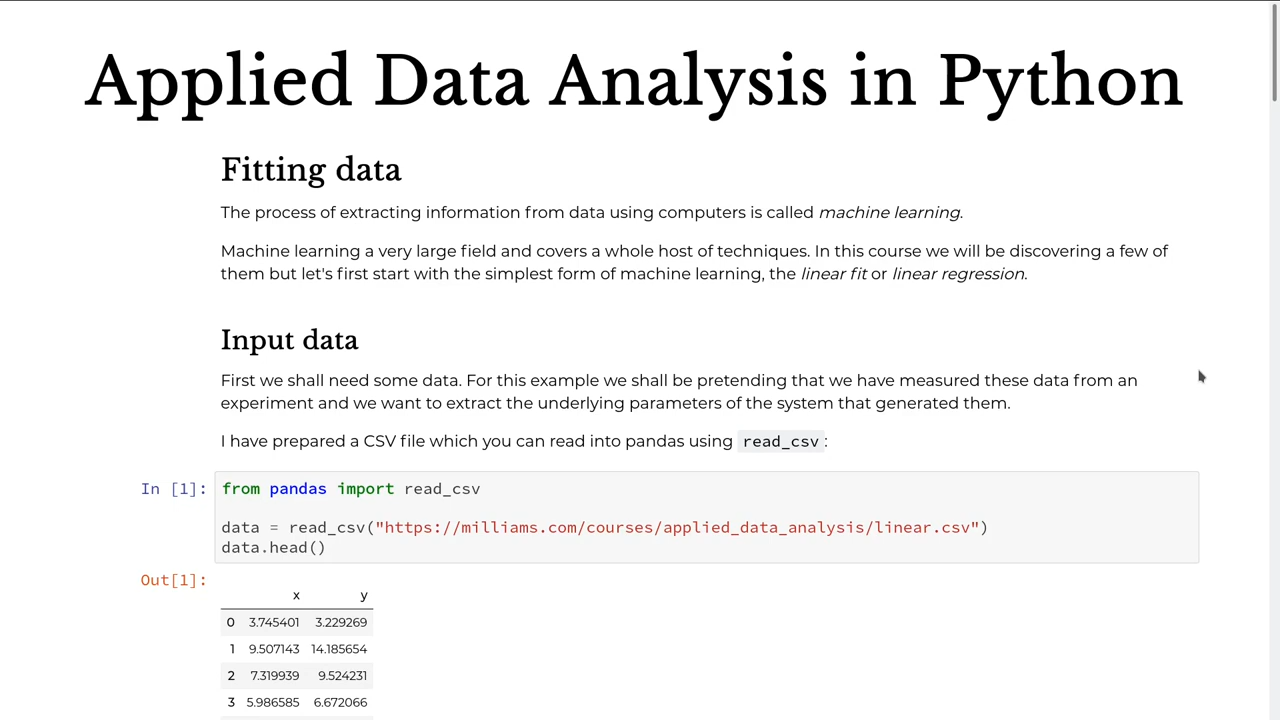 Applied Data Analysis in Python
Fitting data
The process of extracting information from data using computers is called machine learning.
Machine learning a very large field and covers a whole host of techniques. In this course we will be discovering a few of
them but let's first start with the simplest form of machine learning, the linear fit or linear regression.
Input data
First we shall need some data. For this example we shall be pretending that we have measured these data from an
experiment and we want to extract the underlying parameters of the system that generated them.
I have prepared a CSV file which you can read into pandas using read_csv:
In [1]: from pandas import read_csv
data = read_csv("https://milliams.com/courses/applied_data_analysis/linear.csv")
data.head()
Out[1]:
x y
0 3.745401 3.229269
1 9.507143 14.185654
2 7.319939 9.524231
3 5.986585 6.672066